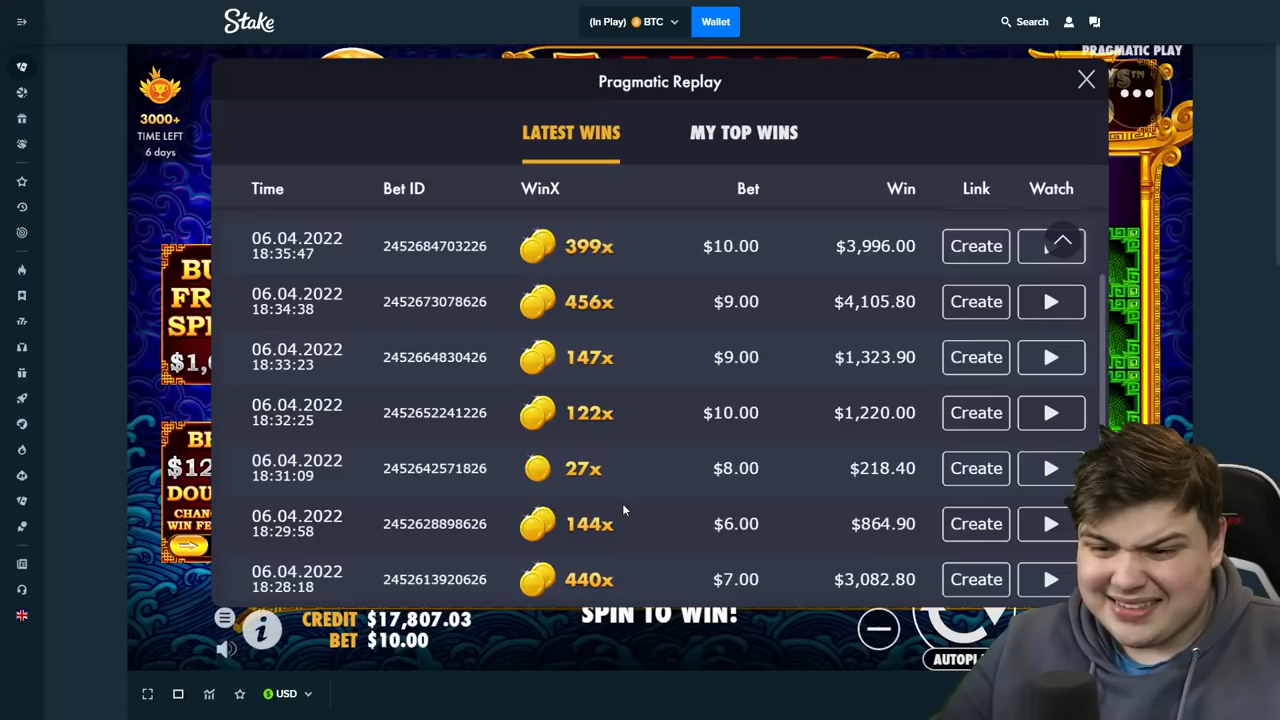 Stake
(In Play) BTC
Wallet
Search
PRAGMATIC PLAY
Pragmatic Replay
LATEST WINS
MY TOP WINS
3000+
TIME LEFT
6 days
Time Bet ID WinX Bet Win Link Watch
06.04.2022
18:35:47
2452684703226 399x $10.00 $3,996.00 Create
06.04.2022
18:34:38
2452673078626 456x $9.00 $4,105.80 Create
06.04.2022
18:33:23
2452664830426 147x $9.00 $1,323.90 Create
06.04.2022
18:32:25
2452652241226 122x $10.00 $1,220.00 Create
06.04.2022
18:31:09
2452642571826 27x $8.00 $218.40 Create
06.04.2022
18:29:58
2452628898626 144x $6.00 $864.90 Create
06.04.2022
18:28:18
2452613920626 440x $7.00 $3,082.80 Create
CREDIT $17,807.03
BET $10.00
SPIN TO WIN!
USD